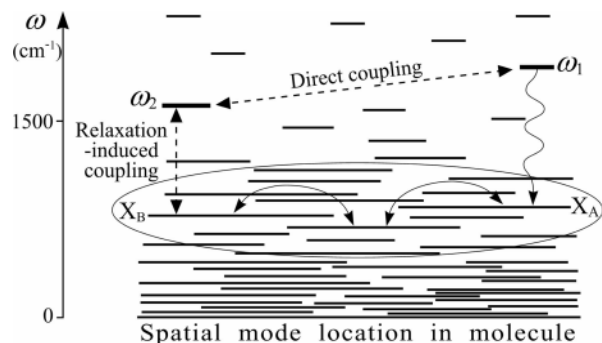 ω
(cm⁻¹)
ω₁
Direct coupling
ω₂
1500
Relaxation
-induced
coupling
X_B
X_A
0
Spatial mode location in molecule